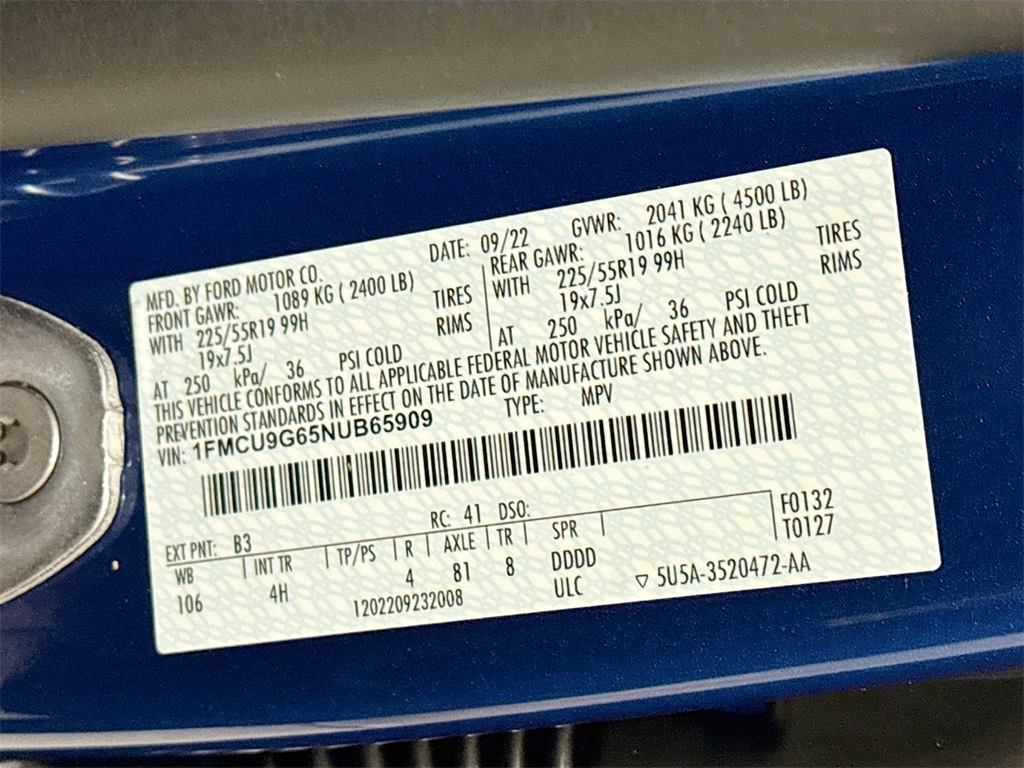 MFD. BY FORD MOTOR CO. DATE: 09/22 GVWR: 2041 KG ( 4500 LB)
FRONT GAWR: 1089 KG ( 2400 LB) REAR GAWR: 1016 KG ( 2240 LB)
WITH 225/55R19 99H TIRES WITH 225/55R19 99H TIRES
19x7.5J RIMS 19x7.5J RIMS
AT 250 kPa/ 36 PSI COLD AT 250 kPa/ 36 PSI COLD
THIS VEHICLE CONFORMS TO ALL APPLICABLE FEDERAL MOTOR VEHICLE SAFETY AND THEFT
PREVENTION STANDARDS IN EFFECT ON THE DATE OF MANUFACTURE SHOWN ABOVE.
VIN: 1FMCU9G65NUB65909 TYPE: MPV
EXT PNT: B3 RC: 41 DSO: F0132
WB INT TR TP/PS R AXLE TR SPR T0127
106 4H 4 81 8 DDDD
1202209232008 ULC ▽ 5U5A-3520472-AA